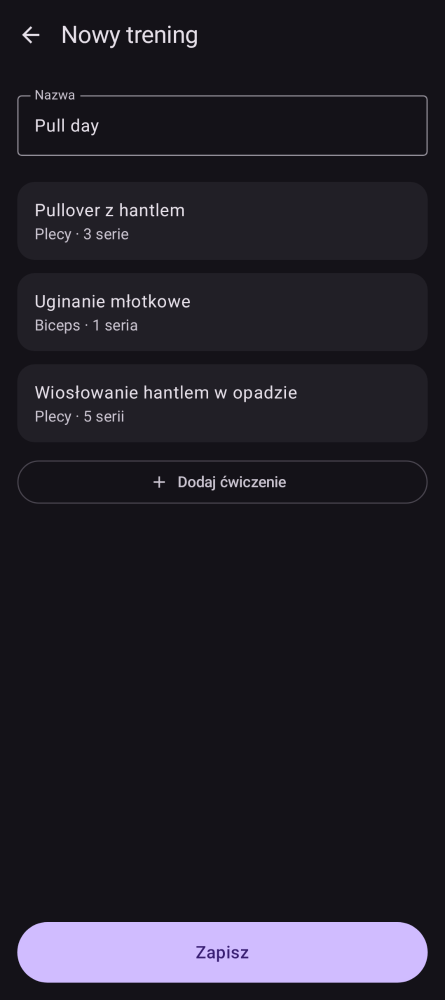 Nowy trening
Nazwa
Pull day
Pullover z hantlem
Plecy · 3 serie
Uginanie młotkowe
Biceps · 1 seria
Wiosłowanie hantlem w opadzie
Plecy · 5 serii
Dodaj ćwiczenie
Zapisz